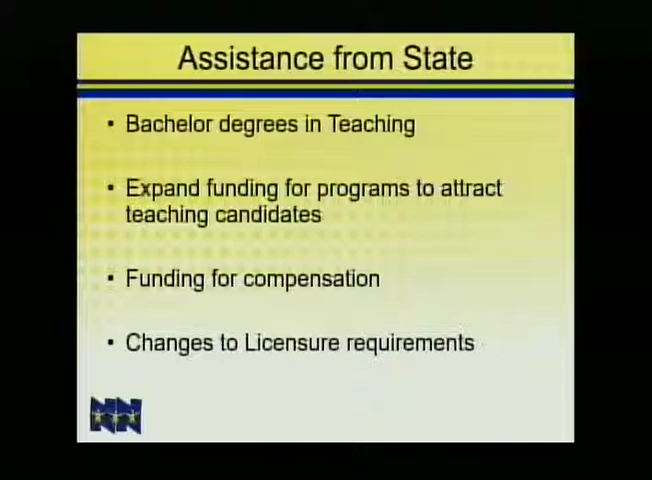 Assistance from State
• Bachelor degrees in Teaching
• Expand funding for programs to attract
teaching candidates
• Funding for compensation
• Changes to Licensure requirements
NN